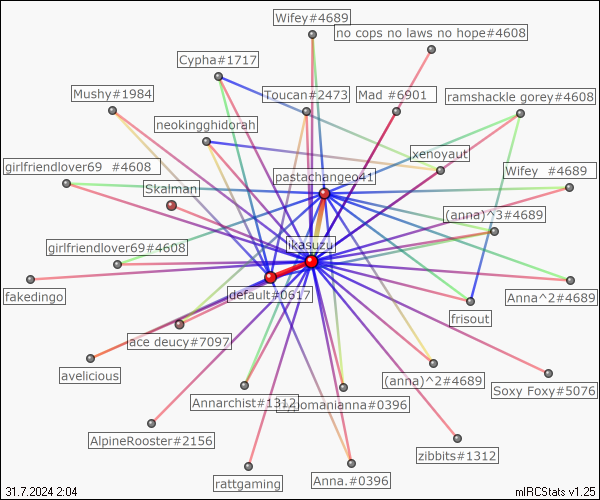 Wifey#4689
no cops no laws no hope#4608
Cypha#1717
Mushy#1984
Toucan#2473
Mad #6901
ramshackle gorey#4608
neokingghidorah
xenoyaut
girlfriendlover69 #4608
Wifey #4689
pastachangeo41
Skalman
(anna)^3#4689
ikasuzu
girlfriendlover69#4608
fakedingo
default#0617
Anna^2#4689
frisout
ace deucy#7097
avelicious
(anna)^2#4689
Soxy Foxy#5076
Annarchist#1312
omanianna#0396
AlpineRooster#2156
zibbits#1312
rattgaming
Anna.#0396
31.7.2024 2:04
mIRCStats v1.25